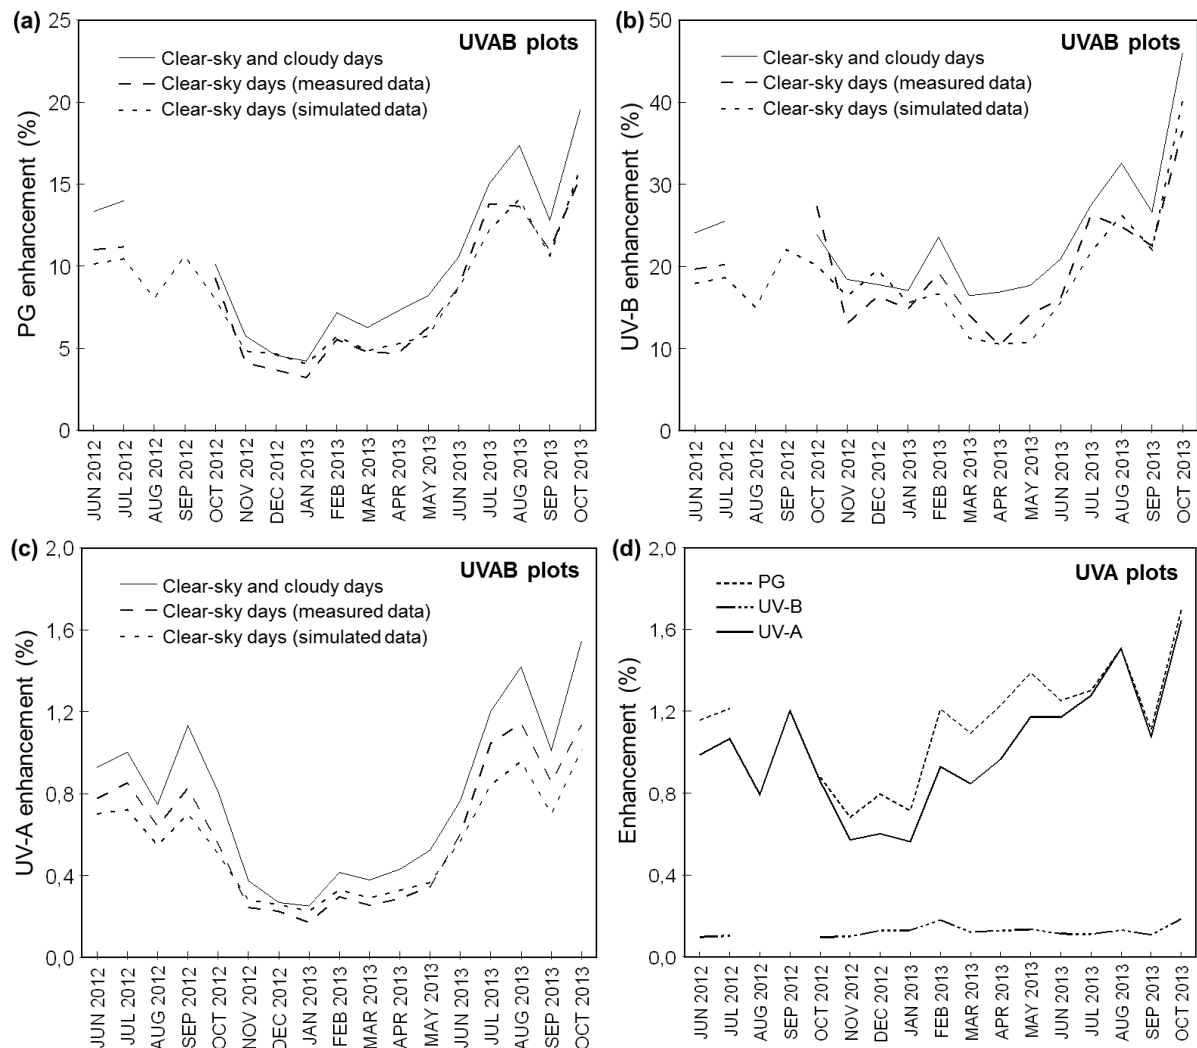 (a)
UVAB plots
Clear-sky and cloudy days
Clear-sky days (measured data)
Clear-sky days (simulated data)
PG enhancement (%)
25
20
15
10
5
0
JUN 2012
JUL 2012
AUG 2012
SEP 2012
OCT 2012
NOV 2012
DEC 2012
JAN 2013
FEB 2013
MAR 2013
APR 2013
MAY 2013
JUN 2013
JUL 2013
AUG 2013
SEP 2013
OCT 2013
(b)
UVAB plots
Clear-sky and cloudy days
Clear-sky days (measured data)
Clear-sky days (simulated data)
UV-B enhancement (%)
50
40
30
20
10
0
JUN 2012
JUL 2012
AUG 2012
SEP 2012
OCT 2012
NOV 2012
DEC 2012
JAN 2013
FEB 2013
MAR 2013
APR 2013
MAY 2013
JUN 2013
JUL 2013
AUG 2013
SEP 2013
OCT 2013
(c)
UVAB plots
Clear-sky and cloudy days
Clear-sky days (measured data)
Clear-sky days (simulated data)
UV-A enhancement (%)
2,0
1,6
1,2
0,8
0,4
0,0
JUN 2012
JUL 2012
AUG 2012
SEP 2012
OCT 2012
NOV 2012
DEC 2012
JAN 2013
FEB 2013
MAR 2013
APR 2013
MAY 2013
JUN 2013
JUL 2013
AUG 2013
SEP 2013
OCT 2013
(d)
UVA plots
PG
UV-B
UV-A
Enhancement (%)
2,0
1,6
1,2
0,8
0,4
0,0
JUN 2012
JUL 2012
AUG 2012
SEP 2012
OCT 2012
NOV 2012
DEC 2012
JAN 2013
FEB 2013
MAR 2013
APR 2013
MAY 2013
JUN 2013
JUL 2013
AUG 2013
SEP 2013
OCT 2013